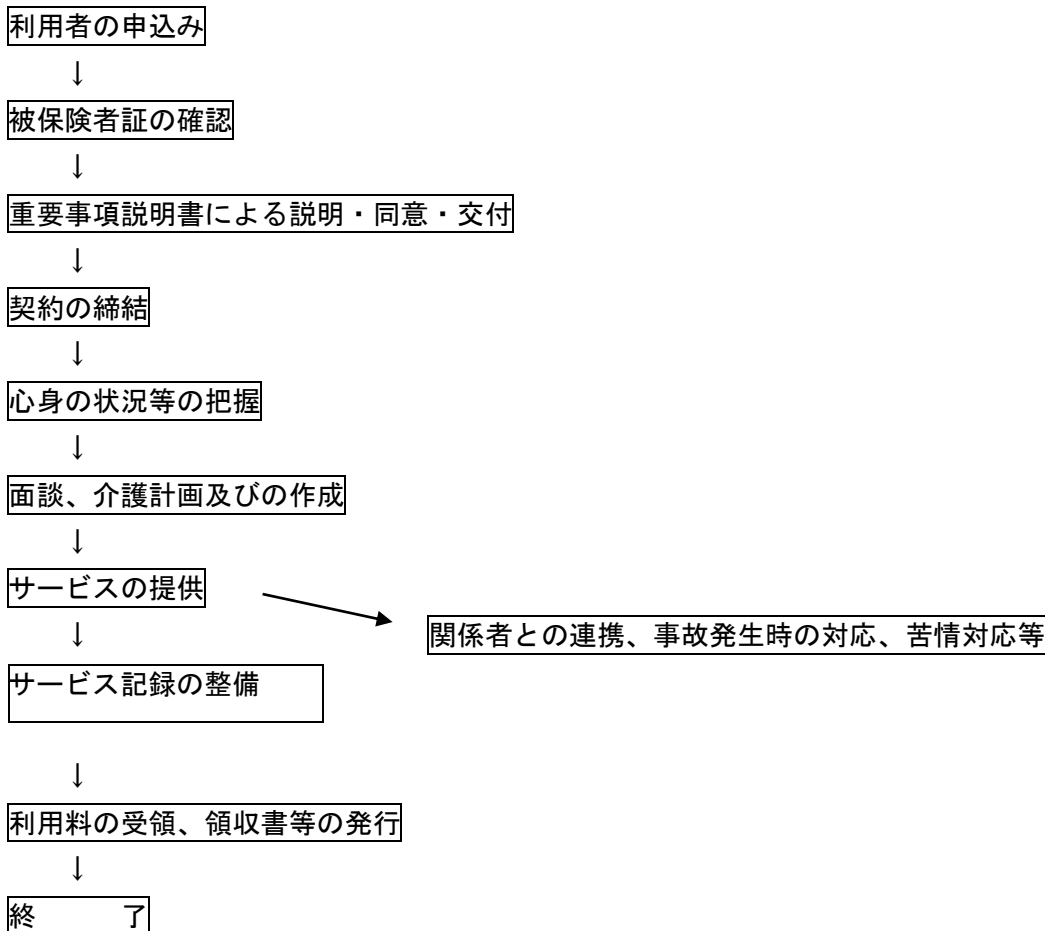 利用者の申込み
↓
被保険者証の確認
↓
重要事項説明書による説明・同意・交付
↓
契約の締結
↓
心身の状況等の把握
↓
面談、介護計画及びの作成
↓
サービスの提供
↓
関係者との連携、事故発生時の対応、苦情対応等
サービス記録の整備
↓
利用料の受領、領収書等の発行
↓
終　　　了